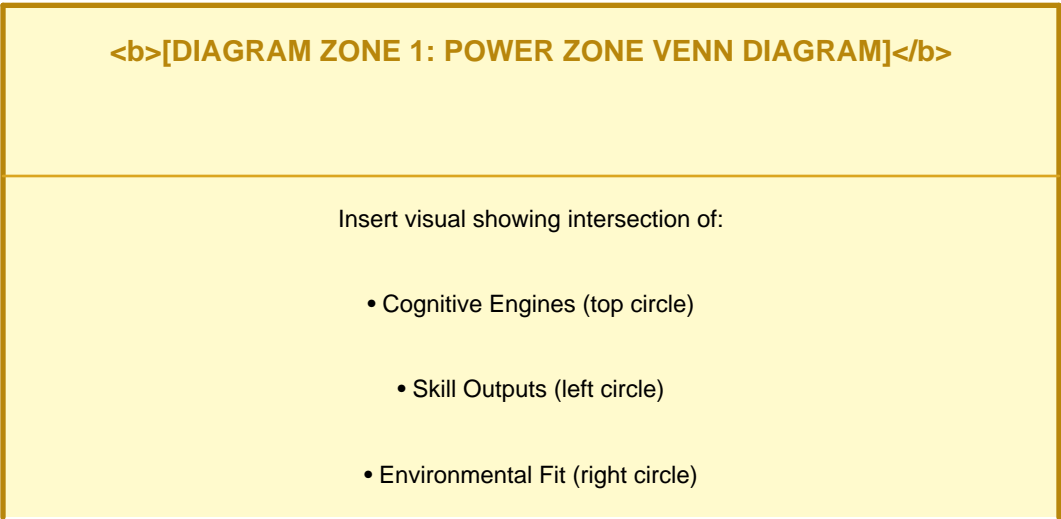 <b>[DIAGRAM ZONE 1: POWER ZONE VENN DIAGRAM]</b>
Insert visual showing intersection of:
• Cognitive Engines (top circle)
• Skill Outputs (left circle)
• Environmental Fit (right circle)